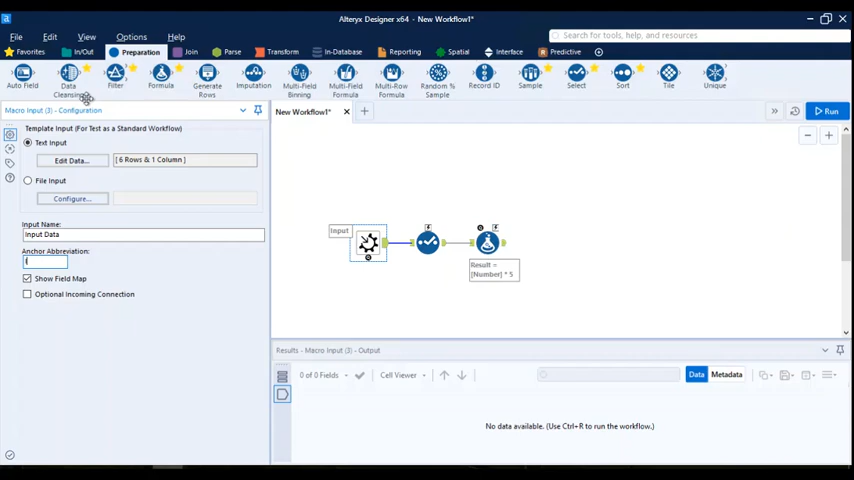 Alteryx Designer x64 - New Workflow1*
File Edit View Options Help
Search for tools, help, and resources
Favorites In/Out Preparation Join Parse Transform In-Database Reporting Spatial Interface Predictive
Auto Field Data Cleansing Filter Formula Generate Rows Imputation Multi-Field Binning Multi-Field Formula Multi-Row Formula Random % Sample Record ID Sample Select Sort Tile Unique
Macro Input (3) - Configuration
New Workflow1*
Run
Template Input (For Test as a Standard Workflow)
Text Input
Edit Data...
[ 6 Rows & 1 Column ]
File Input
Configure...
Input Name:
Input Data
Anchor Abbreviation:
I
Show Field Map
Optional Incoming Connection
Input
Result =
[Number] * 5
Results - Macro Input (3) - Output
0 of 0 Fields Cell Viewer Data Metadata
No data available. (Use Ctrl+R to run the workflow.)